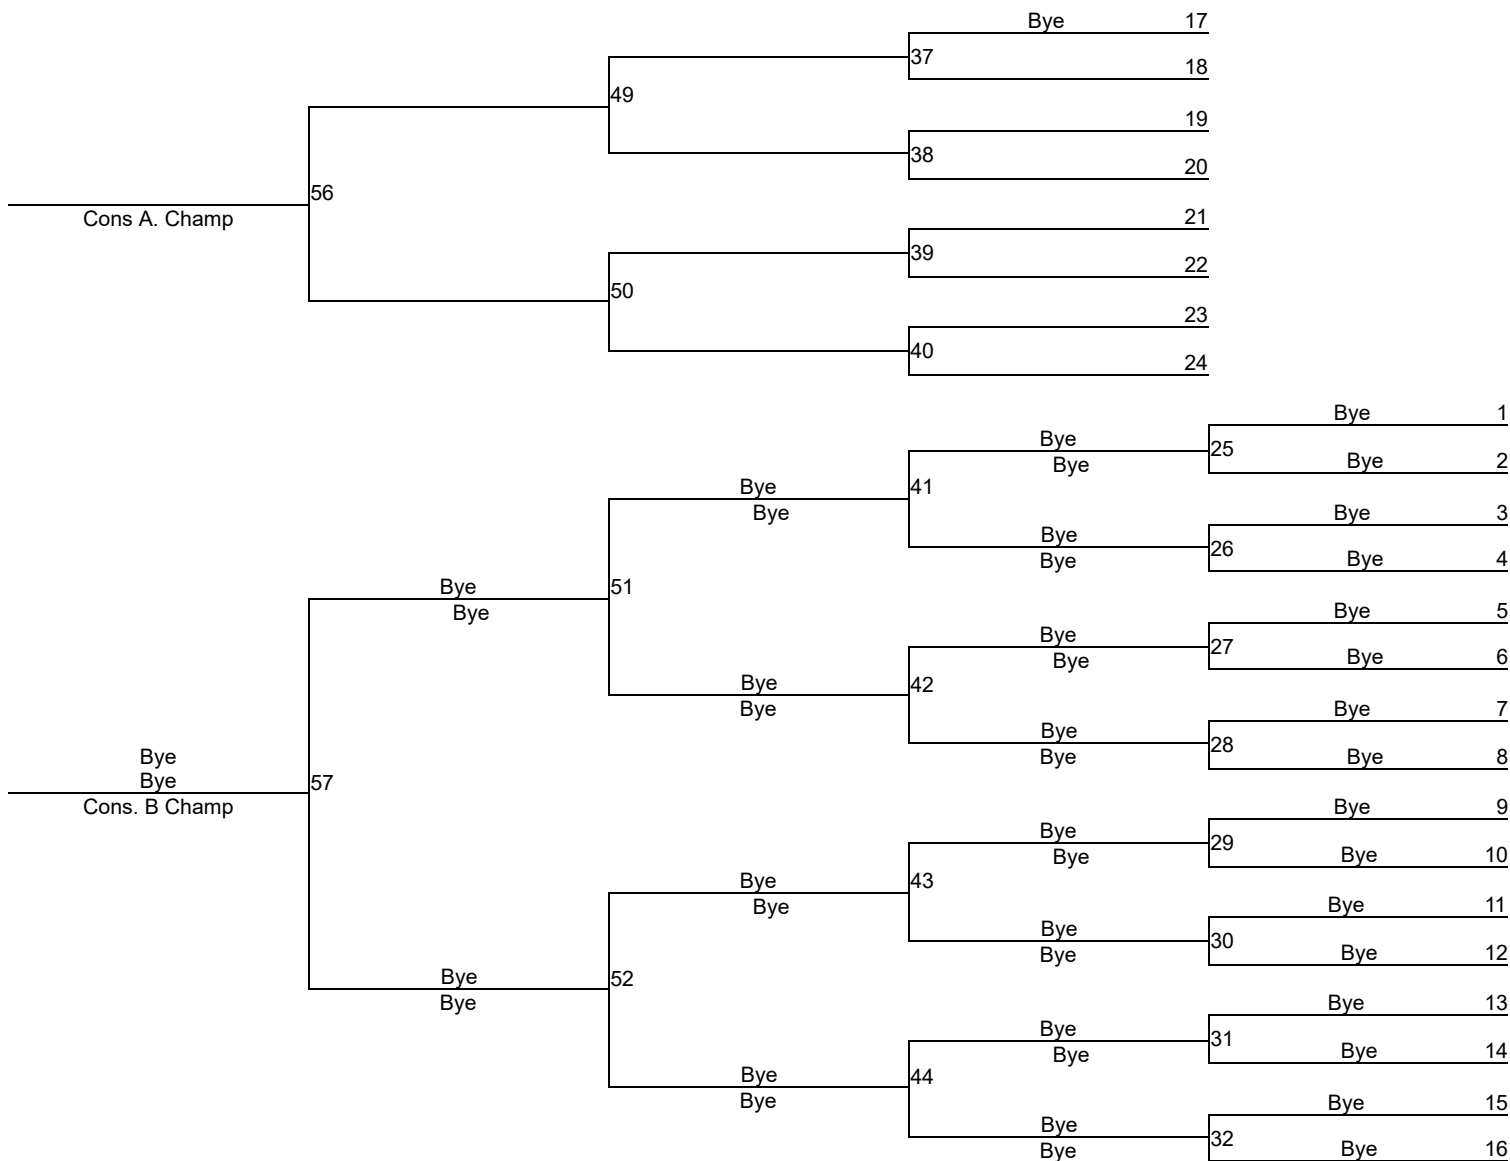 Bye 17
37
18
49
19
38
20
56
Cons A. Champ
21
39
22
50
23
40
24
Bye 1
Bye 25
Bye Bye 2
Bye 41
Bye Bye 3
Bye 26
Bye Bye 4
Bye 51
Bye Bye 5
Bye 27
Bye Bye 6
Bye 42
Bye Bye 7
Bye 28
Bye Bye 8
Bye
Bye 57
Cons. B Champ
Bye 9
Bye 29
Bye Bye 10
Bye 43
Bye Bye 11
Bye 30
Bye Bye 12
Bye 52
Bye Bye 13
Bye 31
Bye Bye 14
Bye 44
Bye Bye 15
Bye 32
Bye Bye 16